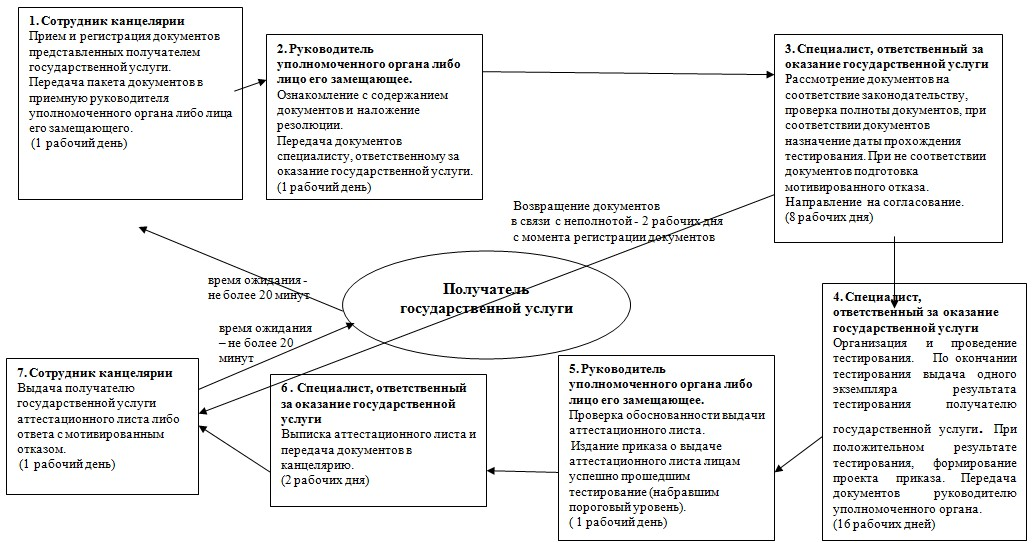 1. Сотрудник канцелярии
Прием и регистрация документов
представленных получателем
государственной услуги.
Передача пакета документов в
приемную руководителя
уполномоченного органа либо лица
его замещающего.
(1 рабочий день)
2. Руководитель
уполномоченного органа либо
лицо его замещающее.
Ознакомление с содержанием
документов и наложение
резолюции.
Передача документов
специалисту, ответственному за
оказание государственной услуги.
(1 рабочий день)
3. Специалист, ответственный за
оказание государственной услуги
Рассмотрение документов на
соответствие законодательству,
проверка полноты документов, при
соответствии документов
назначение даты прохождения
тестирования. При не соответствии
документов подготовка
мотивированного отказа.
Направление на согласование.
(8 рабочих дня)
Возвращение документов
в связи с неполнотой - 2 рабочих дня
с момента регистрации документов
время ожидания -
не более 20 минут
Получатель
государственной услуги
время ожидания
– не более 20
минут
4. Специалист,
ответственный за оказание
государственной услуги
Организация и проведение
тестирования. По окончании
тестирования выдача одного
экземпляра результата
тестирования получателю
государственной услуги. При
положительном результате
тестирования, формирование
проекта приказа. Передача
документов руководителю
уполномоченного органа.
(16 рабочих дней)
5. Руководитель
уполномоченного органа либо
лицо его замещающее.
Проверка обоснованности выдачи
аттестационного листа.
Издание приказа о выдаче
аттестационного листа лицам
успешно прошедшим
тестирование (набравшим
пороговый уровень).
( 1 рабочий день)
6 . Специалист, ответственный
за оказание государственной
услуги
Выписка аттестационного листа и
передача документов в
канцелярию.
(2 рабочих дня)
7. Сотрудник канцелярии
Выдача получателю
государственной услуги
аттестационного листа либо
ответа с мотивированным
отказом.
(1 рабочий день)